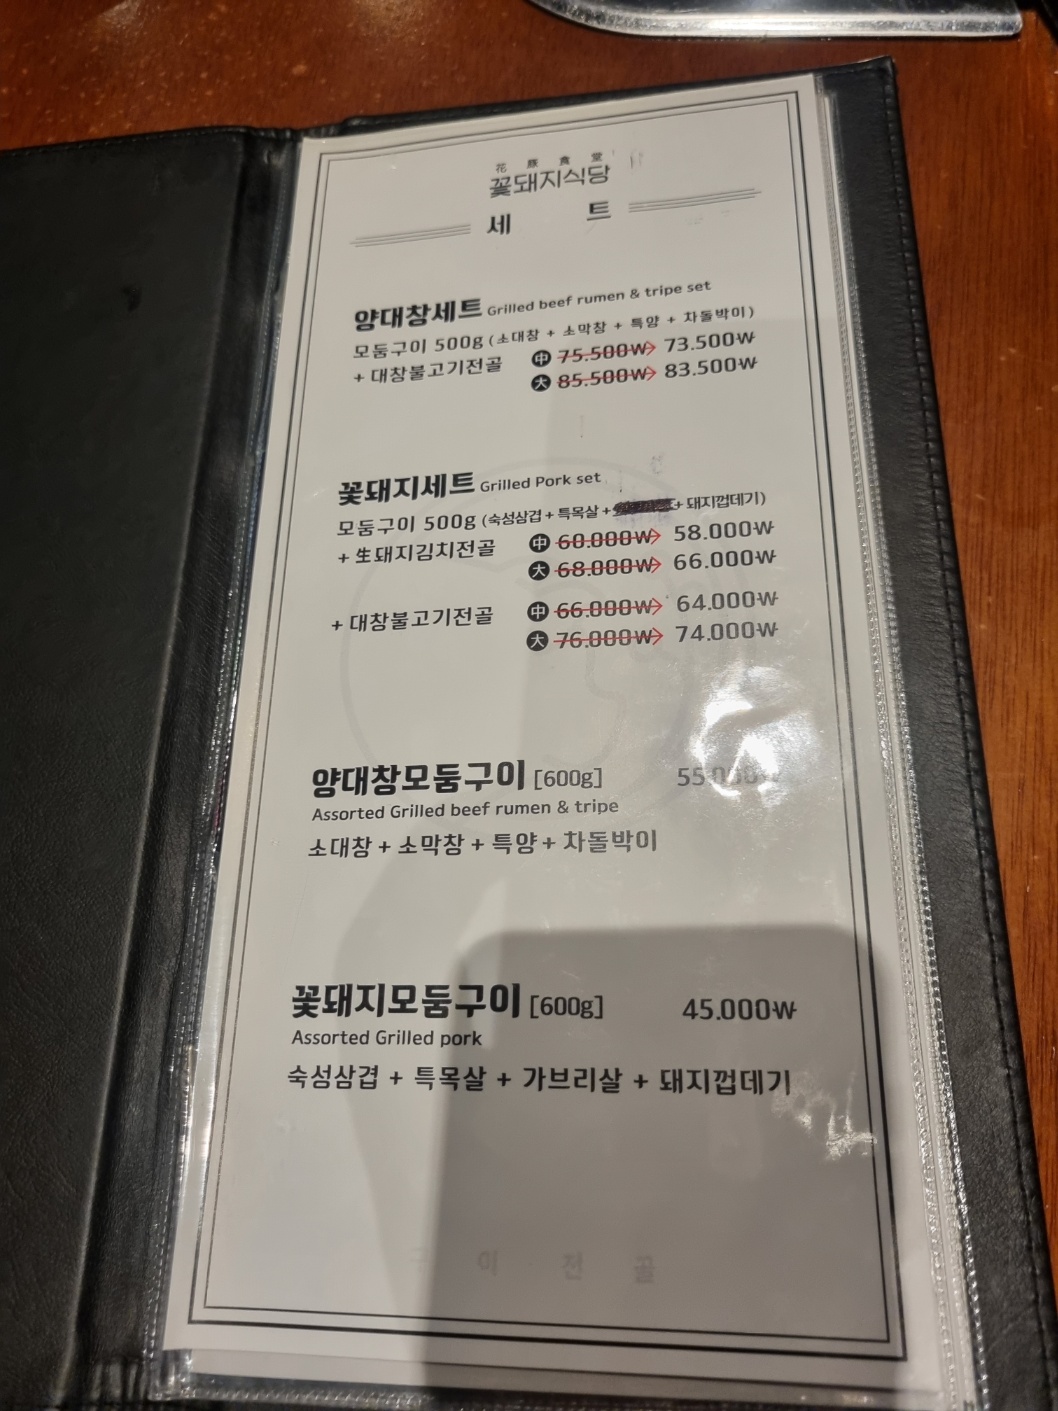 花豚食堂
꽃돼지식당
세 트
양대창세트 Grilled beef rumen & tripe set
모둠구이 500g (소대창 + 소막창 + 특양 + 차돌박이)
+ 대창불고기전골 中 75.500₩→ 73.500₩
大 85.500₩→ 83.500₩
꽃돼지세트 Grilled Pork set
모둠구이 500g (숙성삼겹 + 특목살 + + 돼지껍데기)
+ 生돼지김치전골 中 60.000₩→ 58.000₩
大 68.000₩→ 66.000₩
+ 대창불고기전골 中 66.000₩→ 64.000₩
大 76.000₩→ 74.000₩
양대창모둠구이 [600g] 55.000₩
Assorted Grilled beef rumen & tripe
소대창 + 소막창 + 특양 + 차돌박이
꽃돼지모둠구이 [600g] 45.000₩
Assorted Grilled pork
숙성삼겹 + 특목살 + 가브리살 + 돼지껍데기